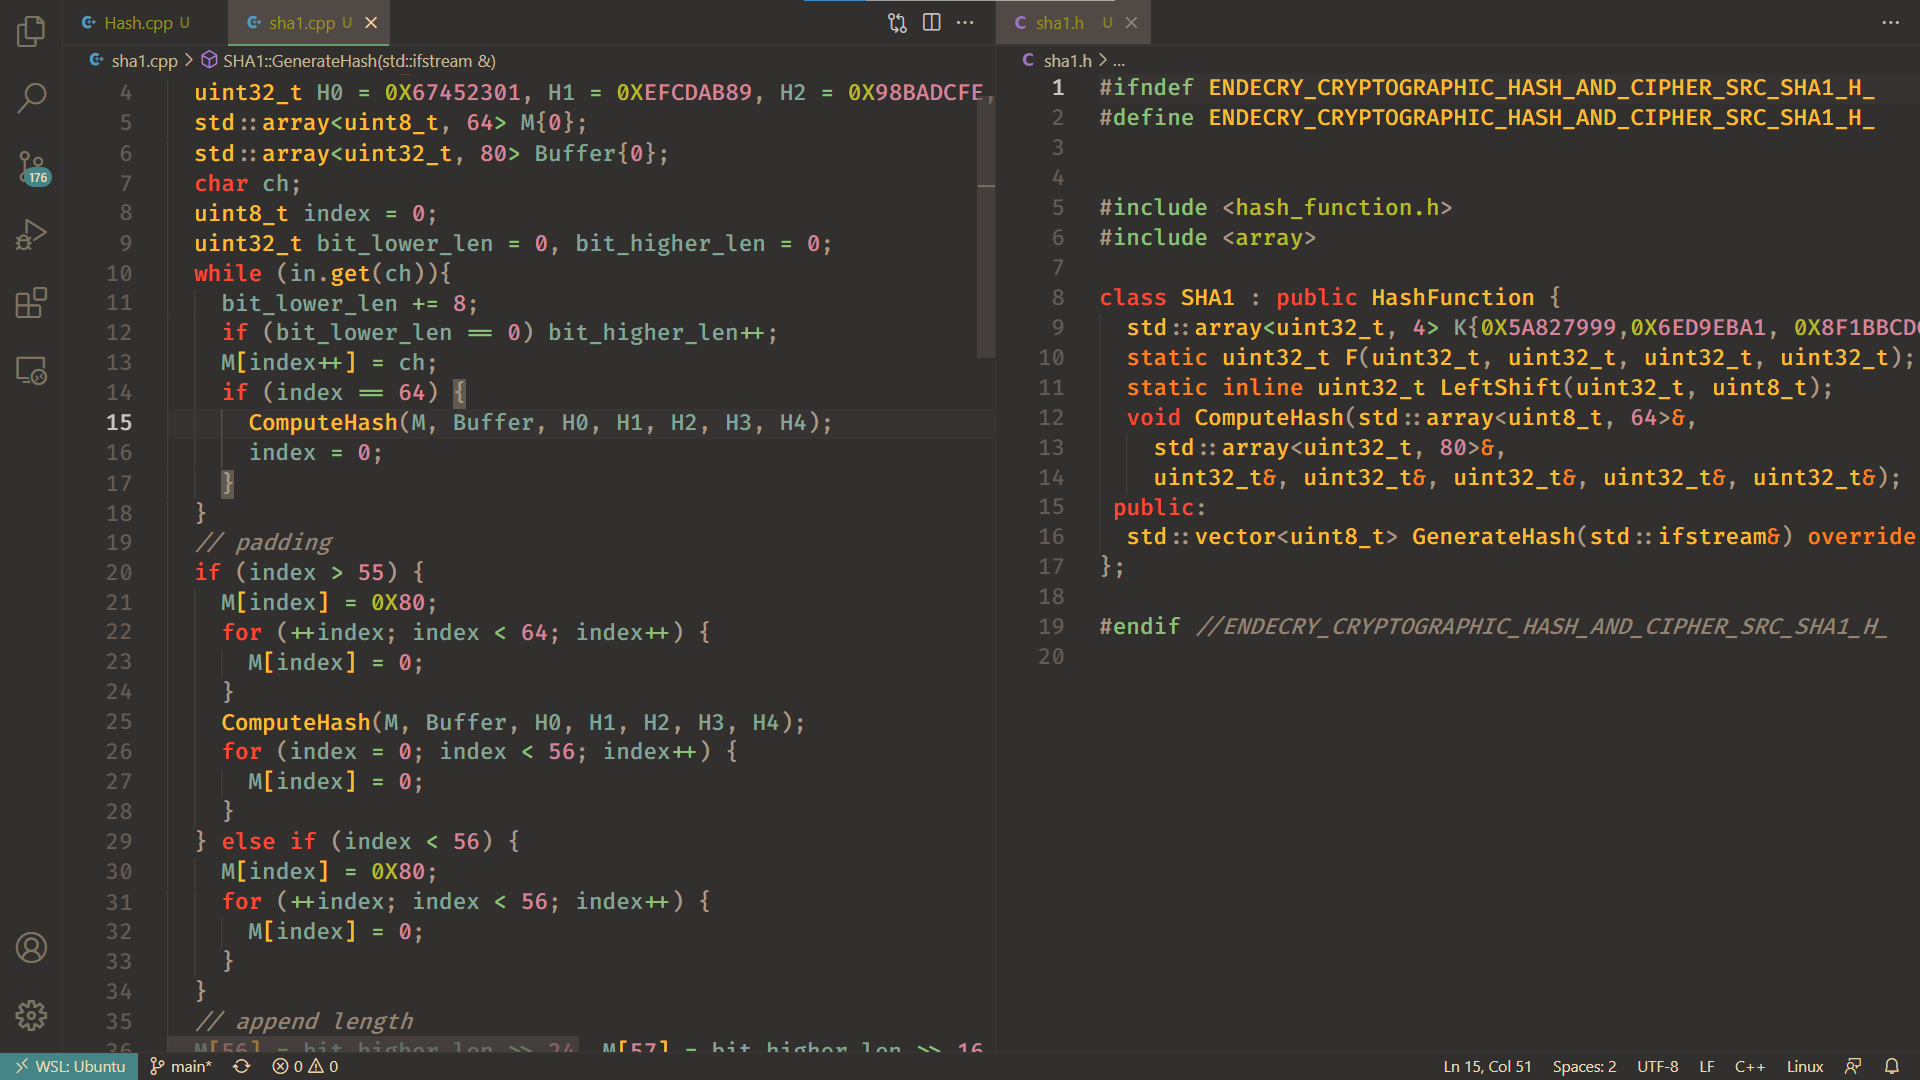 Hash.cpp U
sha1.cpp U
sha1.cpp > SHA1::GenerateHash(std::ifstream &)
4 uint32_t H0 = 0X67452301, H1 = 0XEFCDAB89, H2 = 0X98BADCFE,
5 std::array<uint8_t, 64> M{0};
6 std::array<uint32_t, 80> Buffer{0};
7 char ch;
8 uint8_t index = 0;
9 uint32_t bit_lower_len = 0, bit_higher_len = 0;
10 while (in.get(ch)){
11 bit_lower_len += 8;
12 if (bit_lower_len == 0) bit_higher_len++;
13 M[index++] = ch;
14 if (index == 64) {
15 ComputeHash(M, Buffer, H0, H1, H2, H3, H4);
16 index = 0;
17 }
18 }
19 // padding
20 if (index > 55) {
21 M[index] = 0X80;
22 for (++index; index < 64; index++) {
23 M[index] = 0;
24 }
25 ComputeHash(M, Buffer, H0, H1, H2, H3, H4);
26 for (index = 0; index < 56; index++) {
27 M[index] = 0;
28 }
29 } else if (index < 56) {
30 M[index] = 0X80;
31 for (++index; index < 56; index++) {
32 M[index] = 0;
33 }
34 }
35 // append length
36 M[56] = bit_higher_len >> 24, M[57] = bit_higher_len >> 16
sha1.h U
sha1.h > ...
1 #ifndef ENDECRY_CRYPTOGRAPHIC_HASH_AND_CIPHER_SRC_SHA1_H_
2 #define ENDECRY_CRYPTOGRAPHIC_HASH_AND_CIPHER_SRC_SHA1_H_
3
4
5 #include <hash_function.h>
6 #include <array>
7
8 class SHA1 : public HashFunction {
9 std::array<uint32_t, 4> K{0X5A827999,0X6ED9EBA1, 0X8F1BBCD
10 static uint32_t F(uint32_t, uint32_t, uint32_t, uint32_t);
11 static inline uint32_t LeftShift(uint32_t, uint8_t);
12 void ComputeHash(std::array<uint8_t, 64>&,
13 std::array<uint32_t, 80>&,
14 uint32_t&, uint32_t&, uint32_t&, uint32_t&, uint32_t&);
15 public:
16 std::vector<uint8_t> GenerateHash(std::ifstream&) override
17 };
18
19 #endif //ENDECRY_CRYPTOGRAPHIC_HASH_AND_CIPHER_SRC_SHA1_H_
20
176
WSL: Ubuntu main* 0 0 Ln 15, Col 51 Spaces: 2 UTF-8 LF C++ Linux